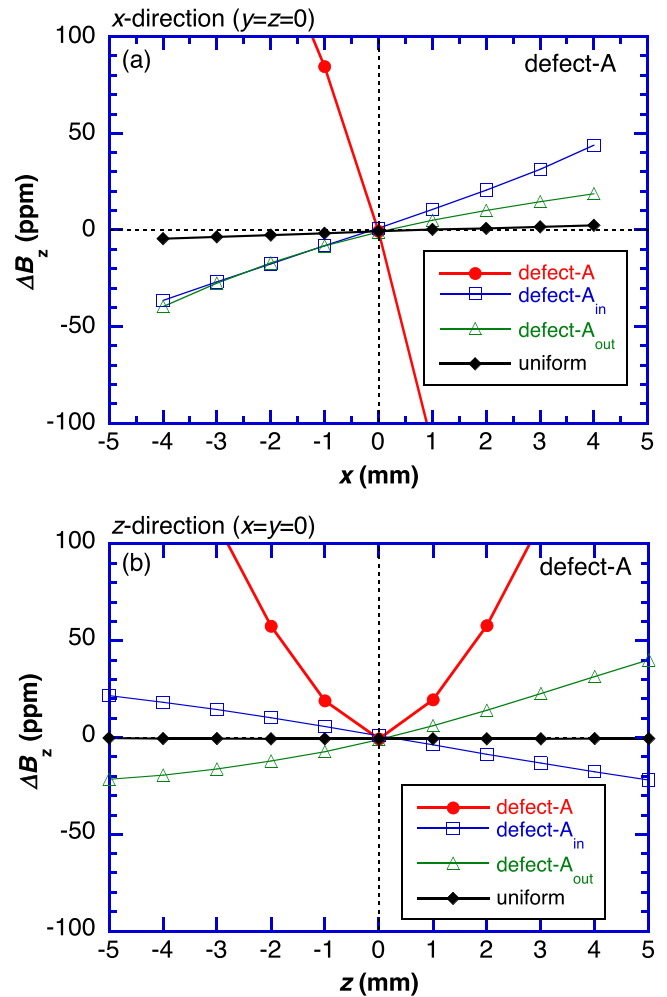 x-direction (y=z=0)
(a)
defect-A
100
50
0
-50
-100
ΔBz (ppm)
defect-A
defect-Ain
defect-Aout
uniform
-5 -4 -3 -2 -1 0 1 2 3 4 5
x (mm)
z-direction (x=y=0)
(b)
defect-A
100
50
0
-50
-100
ΔBz (ppm)
defect-A
defect-Ain
defect-Aout
uniform
-5 -4 -3 -2 -1 0 1 2 3 4 5
z (mm)